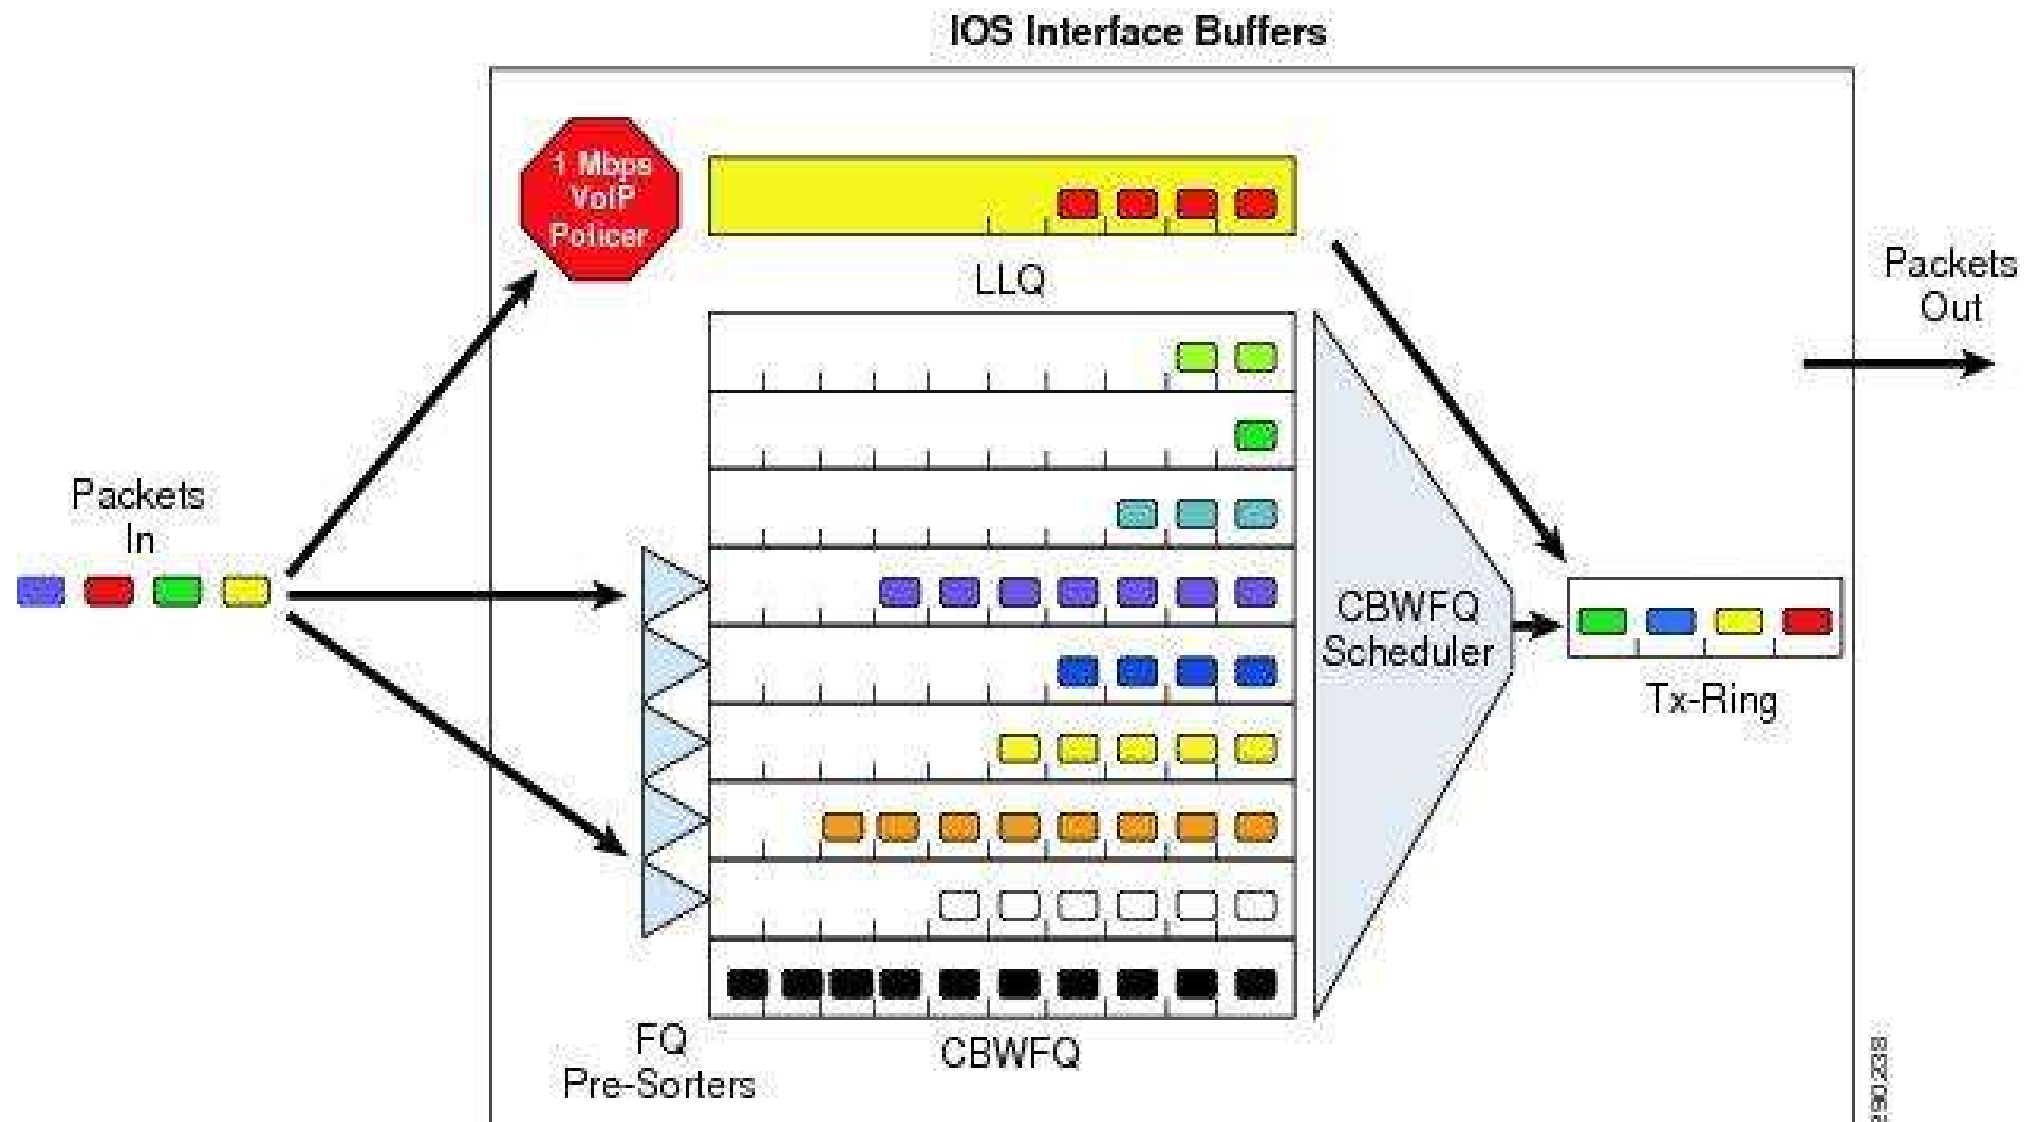 IOS Interface Buffers
1 Mbps
VoIP
Policer
LLQ
Packets
Out
Packets
In
CBWFQ
Scheduler
Tx-Ring
FQ
Pre-Sorters
CBWFQ
290238